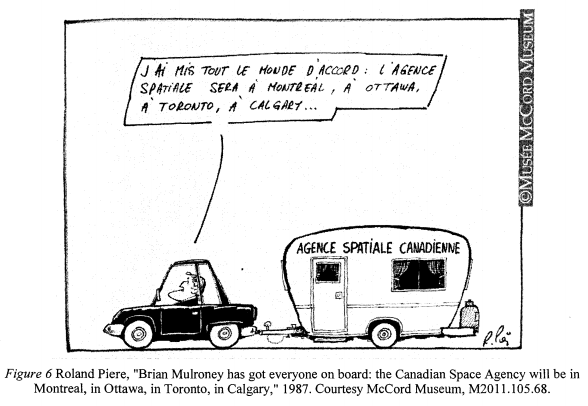 J'AI MIS TOUT LE MONDE D'ACCORD : L'AGENCE
SPATIALE SERA À MONTREAL, À OTTAWA,
À TORONTO, À CALGARY...
©MUSÉE MCCORD MUSEUM
AGENCE SPATIALE CANADIENNE
Figure 6 Roland Piere, "Brian Mulroney has got everyone on board: the Canadian Space Agency will be in
Montreal, in Ottawa, in Toronto, in Calgary," 1987. Courtesy McCord Museum, M2011.105.68.